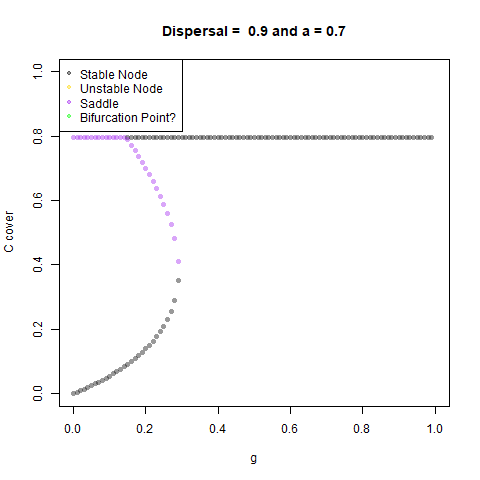 Dispersal =  0.9 and a = 0.7
Stable Node
Unstable Node
Saddle
Bifurcation Point?
C cover
1.0
0.8
0.6
0.4
0.2
0.0
0.0 0.2 0.4 0.6 0.8 1.0
g